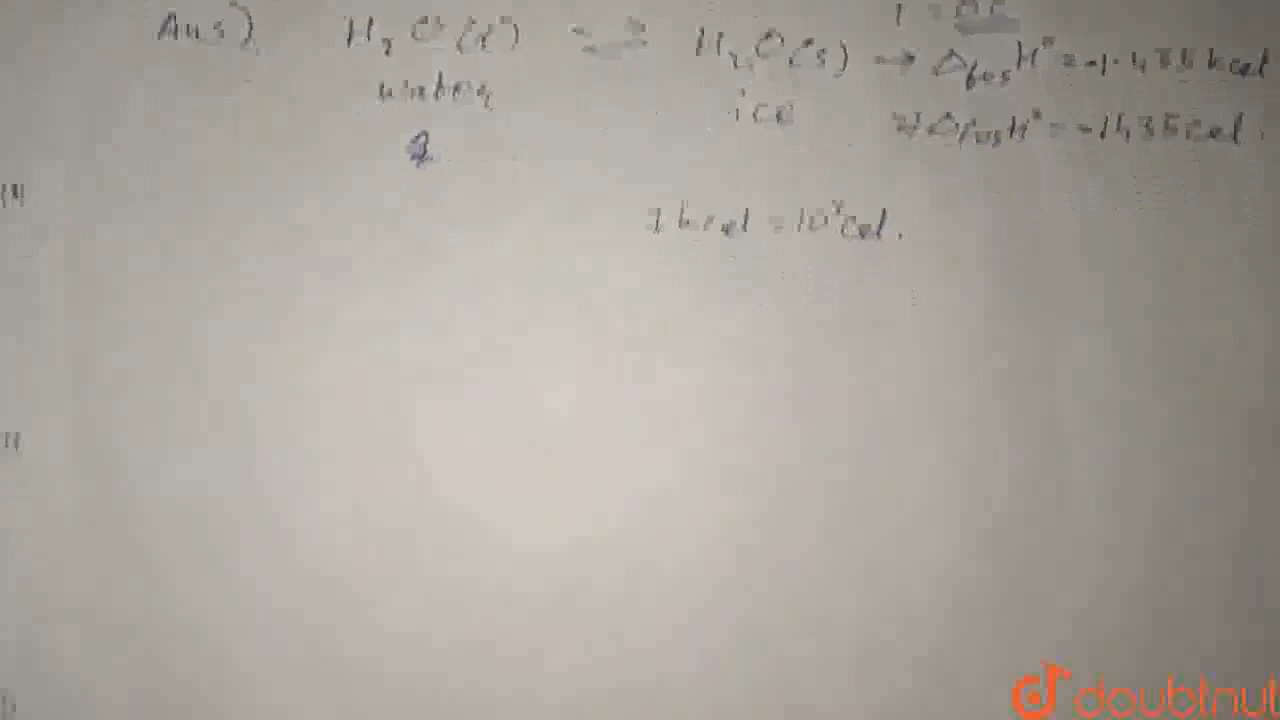 Ans) H₂O(l) ⇌ H₂O(s) → Δfus H° = -1.435 kcal
water ice ⇒ ΔfusH° = -1435 cal.
1 kcal = 10³ cal.
doubtnut